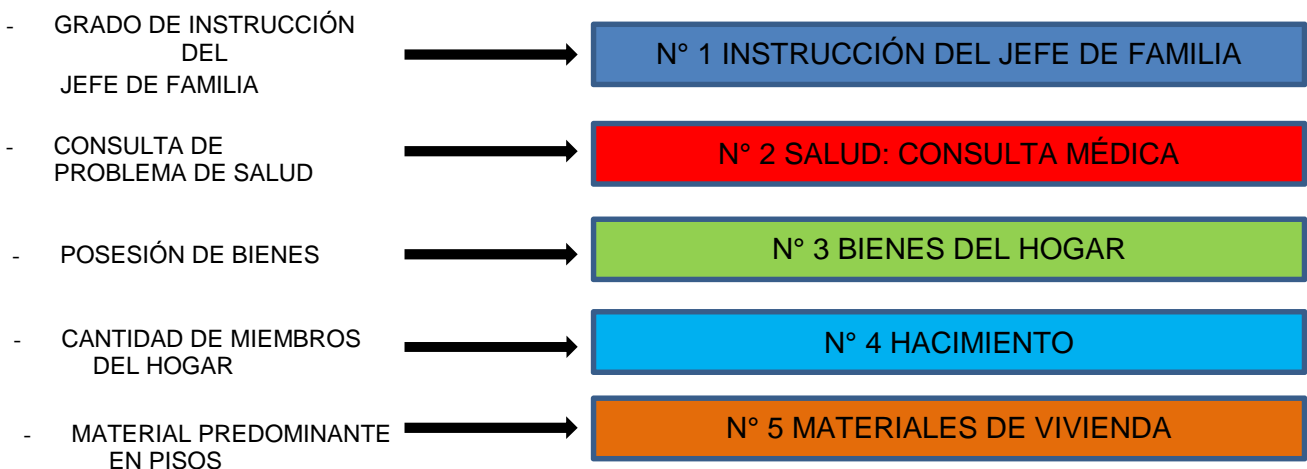 - GRADO DE INSTRUCCIÓN
DEL
JEFE DE FAMILIA
N° 1 INSTRUCCIÓN DEL JEFE DE FAMILIA
- CONSULTA DE
PROBLEMA DE SALUD
N° 2 SALUD: CONSULTA MÉDICA
- POSESIÓN DE BIENES
N° 3 BIENES DEL HOGAR
- CANTIDAD DE MIEMBROS
DEL HOGAR
N° 4 HACIMIENTO
- MATERIAL PREDOMINANTE
EN PISOS
N° 5 MATERIALES DE VIVIENDA